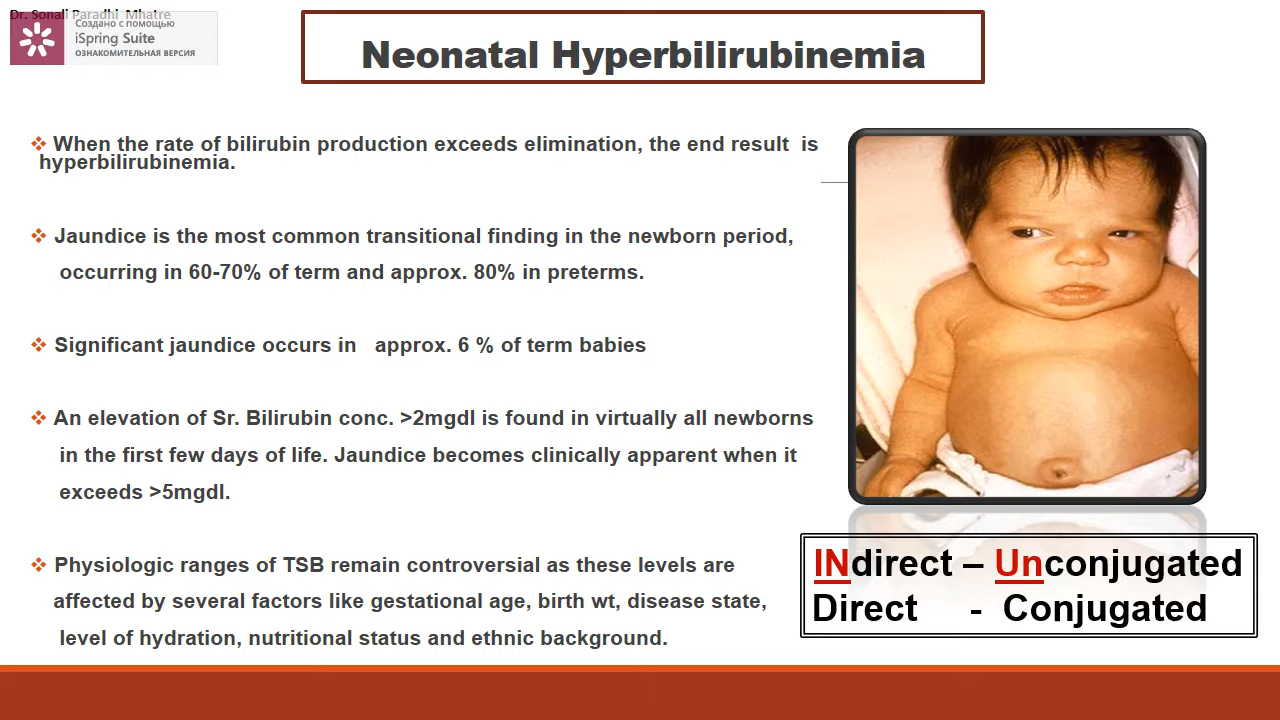 Dr. Sonali Paradhi Mhatre
Создано с помощью
iSpring Suite
ОЗНАКОМИТЕЛЬНАЯ ВЕРСИЯ
Neonatal Hyperbilirubinemia
❖ When the rate of bilirubin production exceeds elimination, the end result is
hyperbilirubinemia.
❖ Jaundice is the most common transitional finding in the newborn period,
occurring in 60-70% of term and approx. 80% in preterms.
❖ Significant jaundice occurs in approx. 6 % of term babies
❖ An elevation of Sr. Bilirubin conc. >2mgdl is found in virtually all newborns
in the first few days of life. Jaundice becomes clinically apparent when it
exceeds >5mgdl.
❖ Physiologic ranges of TSB remain controversial as these levels are
affected by several factors like gestational age, birth wt, disease state,
level of hydration, nutritional status and ethnic background.
INdirect – Unconjugated
Direct - Conjugated